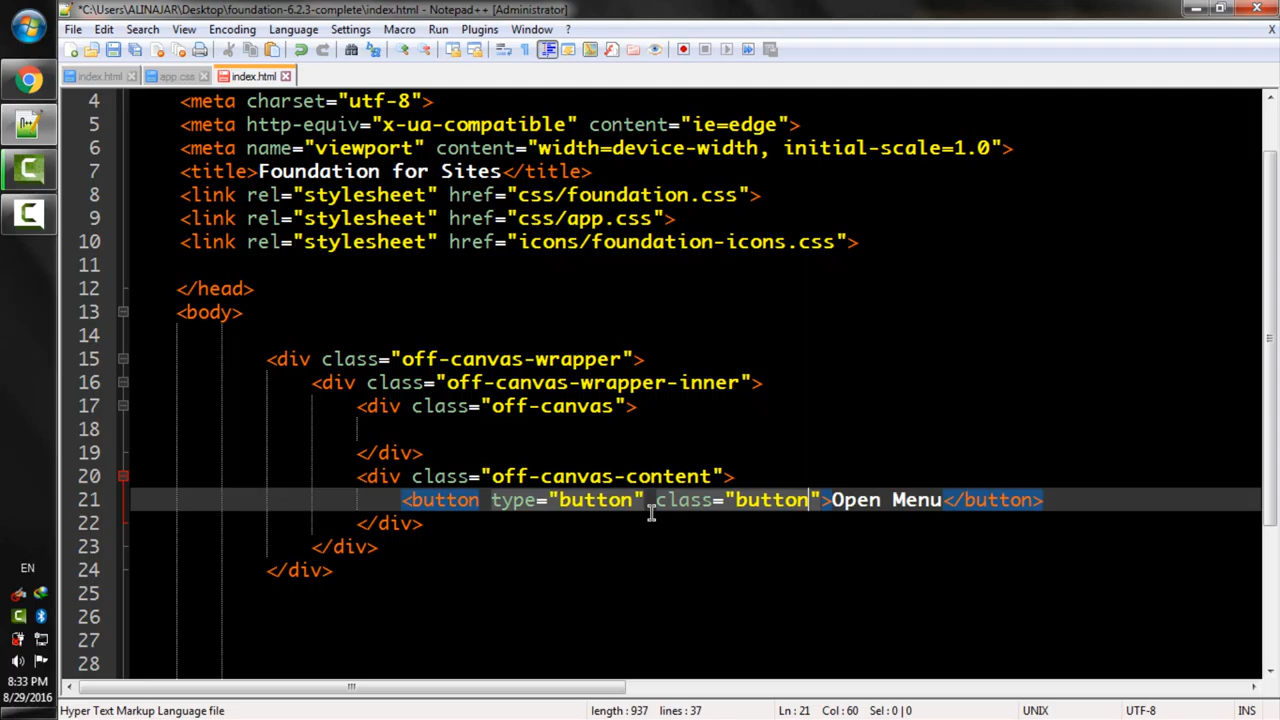 *C:\Users\ALINAJAR\Desktop\foundation-6.2.3-complete\index.html - Notepad++ [Administrator]
File Edit Search View Encoding Language Settings Macro Run Plugins Window ?
index.html app.css index.html
4 <meta charset="utf-8">
5 <meta http-equiv="x-ua-compatible" content="ie=edge">
6 <meta name="viewport" content="width=device-width, initial-scale=1.0">
7 <title>Foundation for Sites</title>
8 <link rel="stylesheet" href="css/foundation.css">
9 <link rel="stylesheet" href="css/app.css">
10 <link rel="stylesheet" href="icons/foundation-icons.css">
11
12 </head>
13 <body>
14
15 <div class="off-canvas-wrapper">
16 <div class="off-canvas-wrapper-inner">
17 <div class="off-canvas">
18
19 </div>
20 <div class="off-canvas-content">
21 <button type="button" class="button">Open Menu</button>
22 </div>
23 </div>
24 </div>
25
26
27
28
EN
8:33 PM
8/29/2016
Hyper Text Markup Language file length : 937 lines : 37 Ln : 21 Col : 60 Sel : 0 | 0 UNIX UTF-8 INS